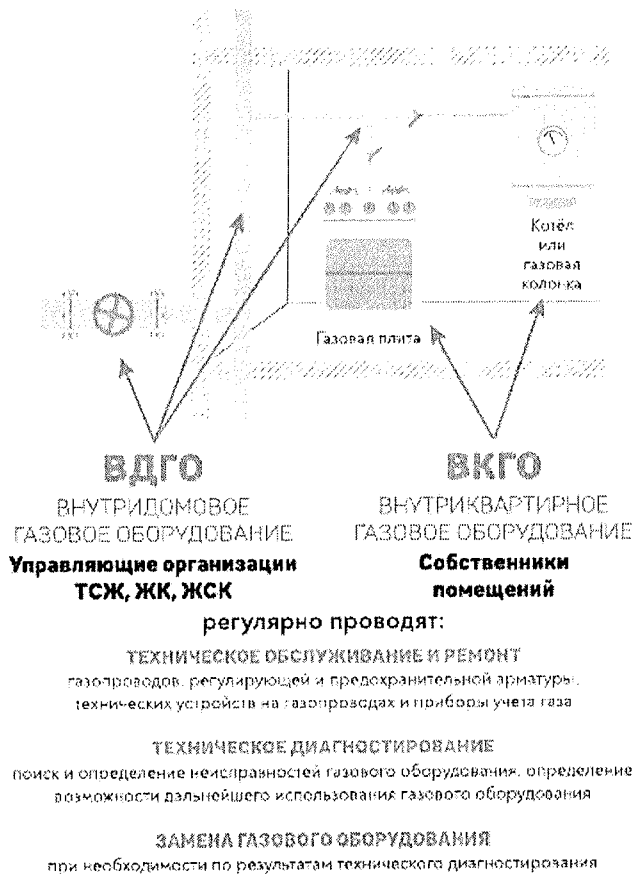 Котёл
или
газовая
колонка
Газовая плита
ВДГО
ВНУТРИДОМОВОЕ
ГАЗОВОЕ ОБОРУДОВАНИЕ
Управляющие организации
ТСЖ, ЖК, ЖСК
ВКГО
ВНУТРИКВАРТИРНОЕ
ГАЗОВОЕ ОБОРУДОВАНИЕ
Собственники
помещений
регулярно проводят:
ТЕХНИЧЕСКОЕ ОБСЛУЖИВАНИЕ И РЕМОНТ
газопроводов, регулирующей и предохранительной арматуры,
технических устройств на газопроводах и приборы учета газа
ТЕХНИЧЕСКОЕ ДИАГНОСТИРОВАНИЕ
поиск и определение неисправностей газового оборудования, определение
возможности дальнейшего использования газового оборудования
ЗАМЕНА ГАЗОВОГО ОБОРУДОВАНИЯ
при необходимости по результатам технического диагностирования